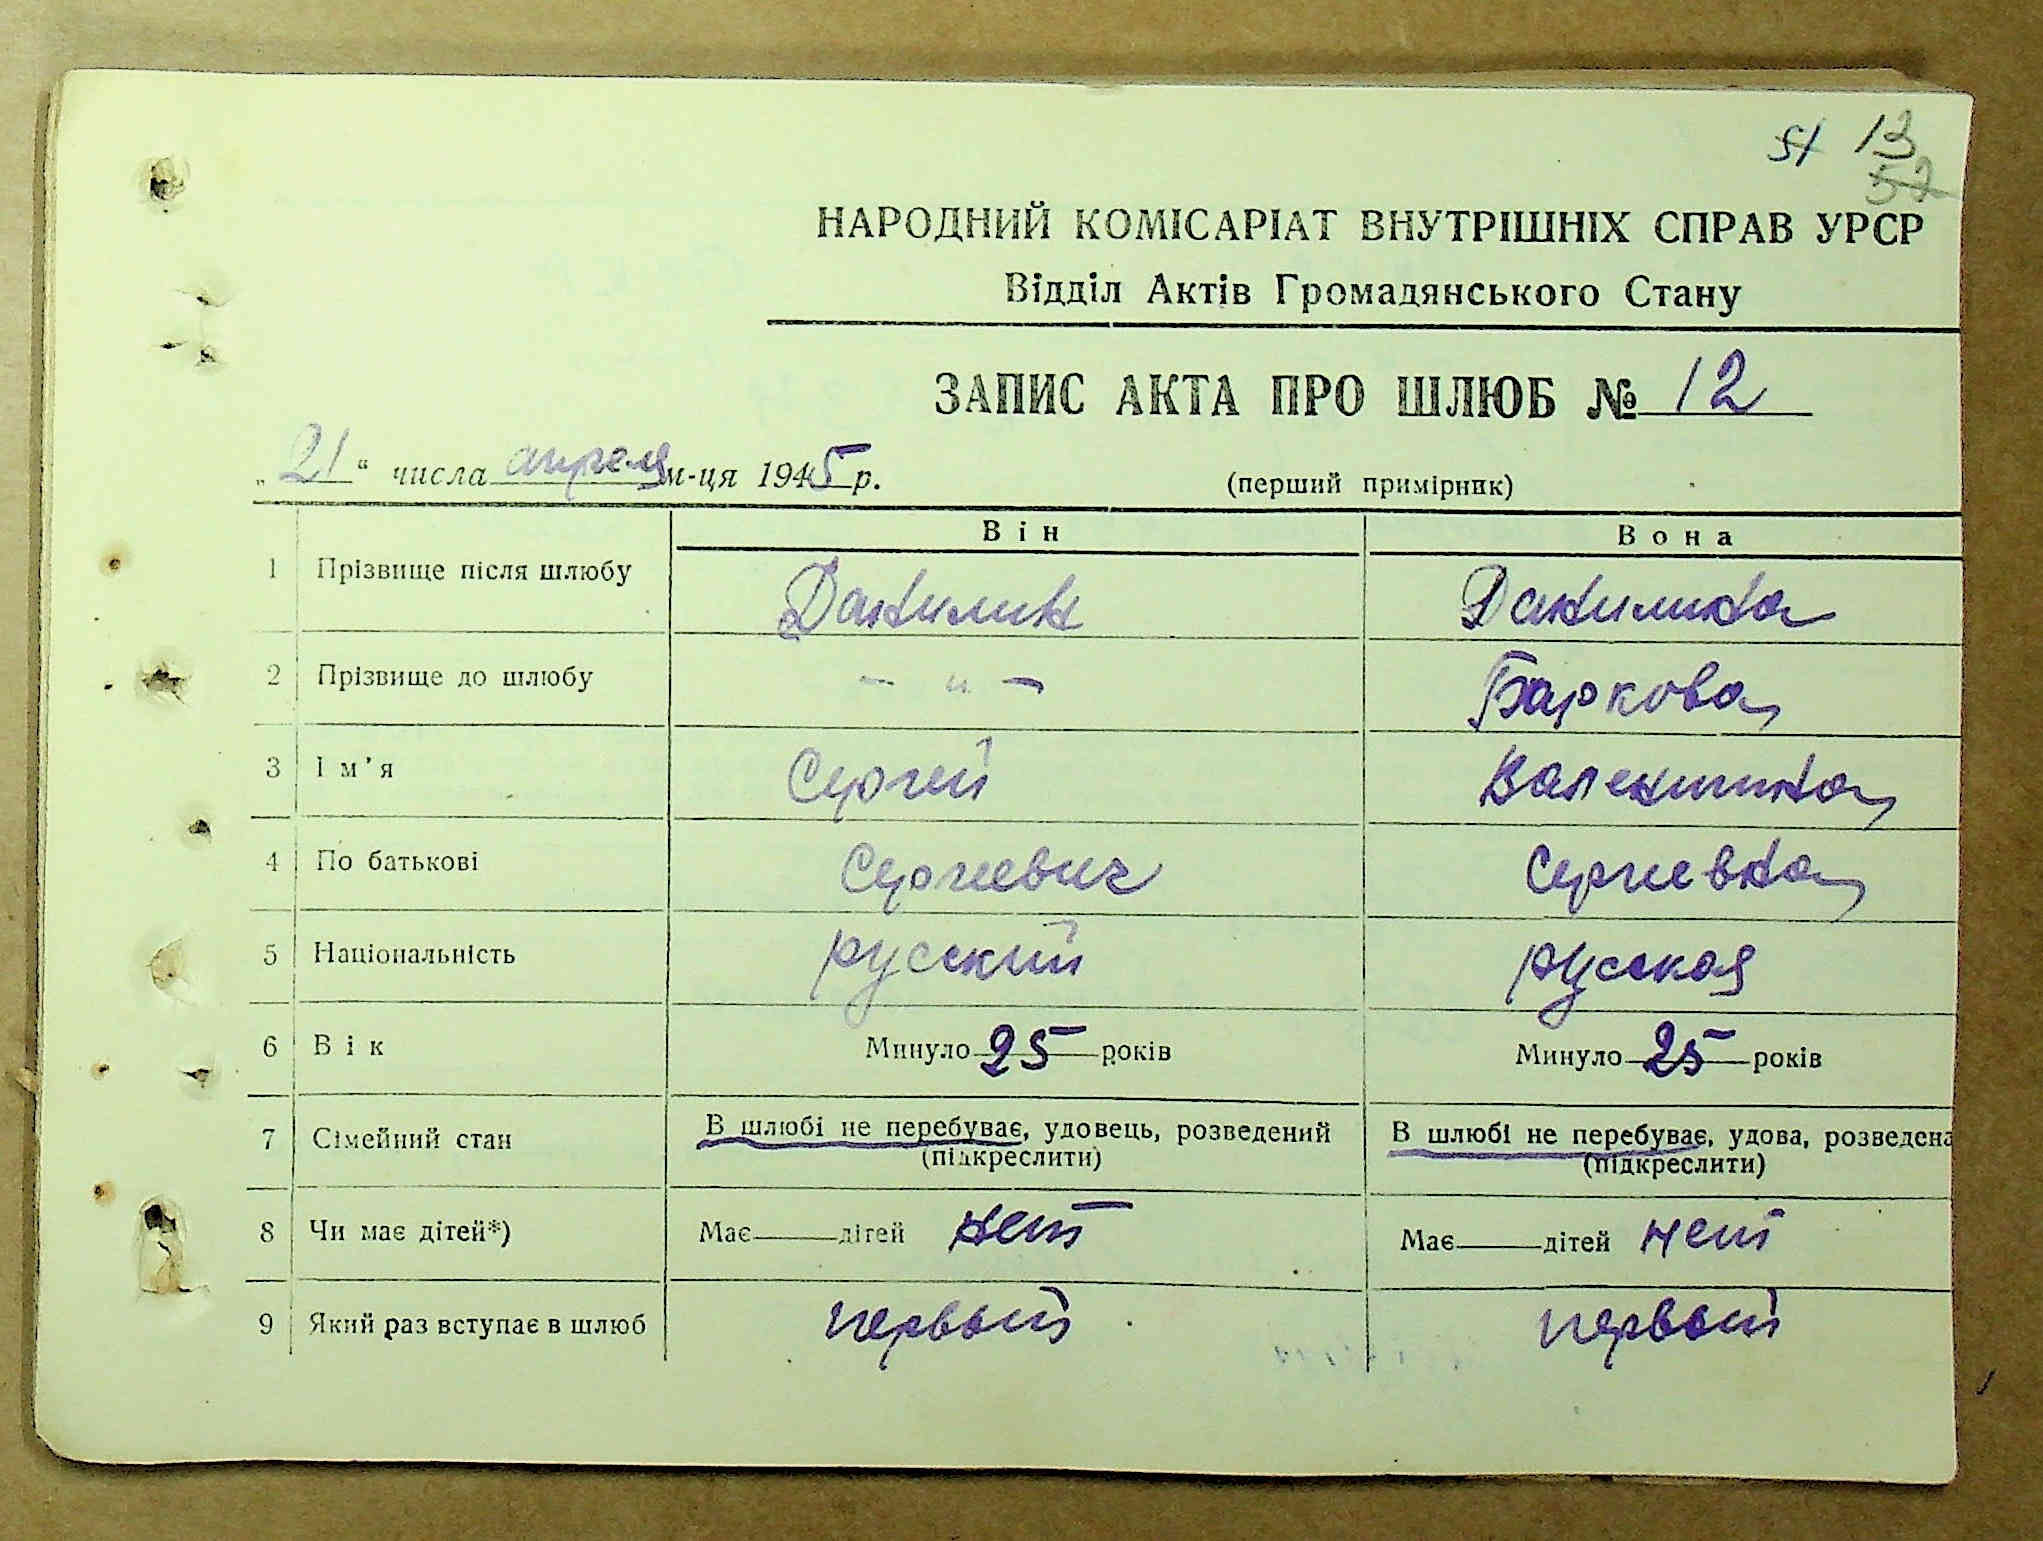 51 13
57
НАРОДНИЙ КОМІСАРІАТ ВНУТРІШНІХ СПРАВ УРСР
Відділ Актів Громадянського Стану
ЗАПИС АКТА ПРО ШЛЮБ № 12
„21“ числа апреля м-ця 1945 р. (перший примірник)
Він Вона
1 Прізвище після шлюбу Данилин Данилина
2 Прізвище до шлюбу — „ — Баркова
3 Ім’я Сергей Валентина
4 По батькові Сергеевич Сергеевна
5 Національність русский русская
6 Вік Минуло 25 років Минуло 25 років
7 Сімейний стан В шлюбі не перебуває, удовець, розведений В шлюбі не перебуває, удова, розведена
(підкреслити) (підкреслити)
8 Чи має дітей*) Має дітей нет Має дітей нет
9 Який раз вступає в шлюб первый первый